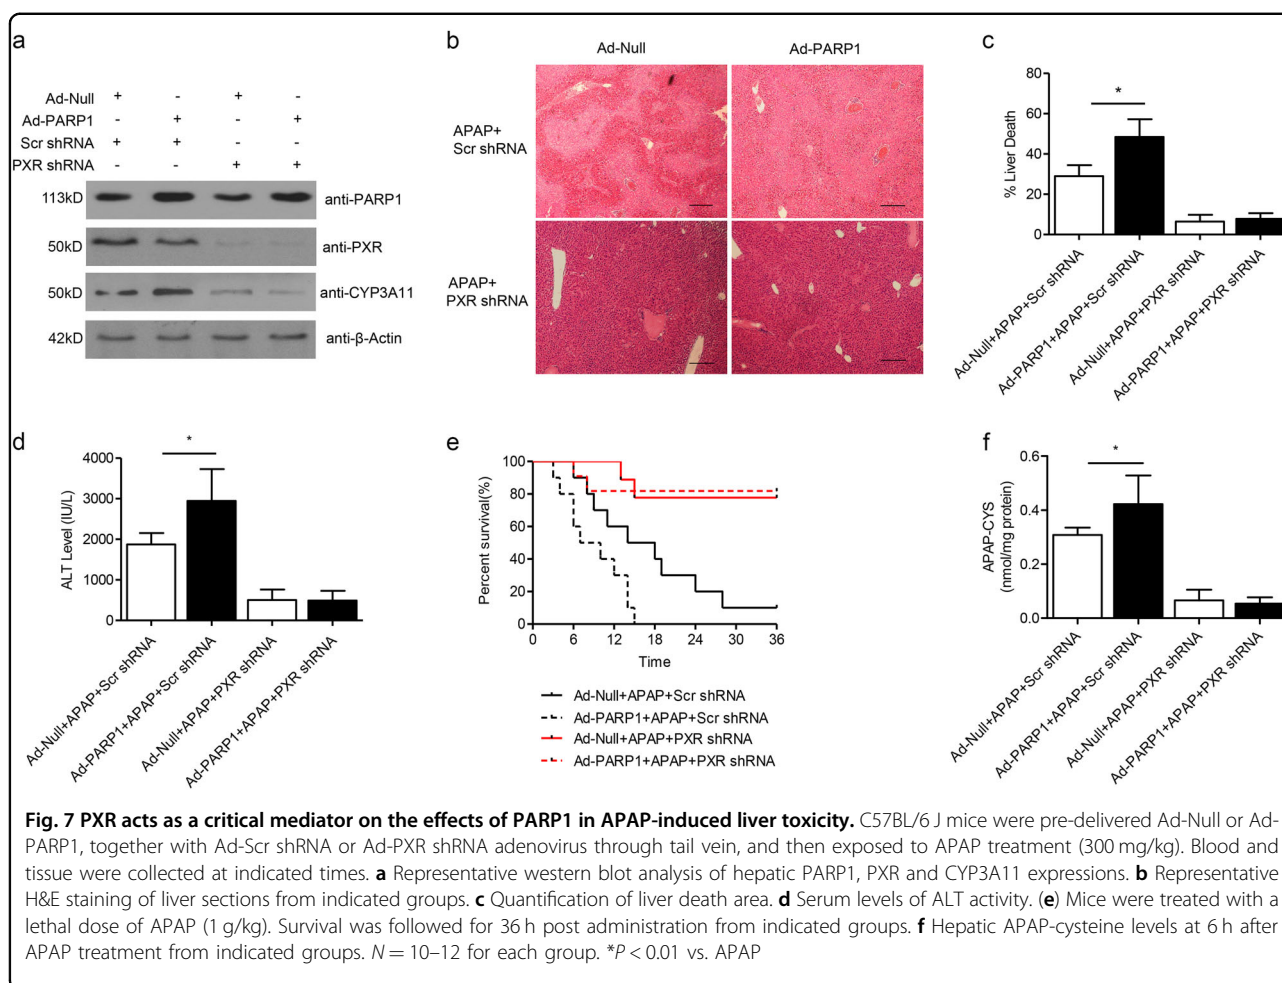 a
Ad-Null + - + -
Ad-PARP1 - + - +
Scr shRNA + + - -
PXR shRNA - - + +
113kD anti-PARP1
50kD anti-PXR
50kD anti-CYP3A11
42kD anti-β-Actin
b
Ad-Null Ad-PARP1
APAP+
Scr shRNA
APAP+
PXR shRNA
c
% Liver Death
80
60
40
20
0
*
Ad-Null+APAP+Scr shRNA
Ad-PARP1+APAP+Scr shRNA
Ad-Null+APAP+PXR shRNA
Ad-PARP1+APAP+PXR shRNA
d
ALT Level (IU/L)
4000
3000
2000
1000
0
*
Ad-Null+APAP+Scr shRNA
Ad-PARP1+APAP+Scr shRNA
Ad-Null+APAP+PXR shRNA
Ad-PARP1+APAP+PXR shRNA
e
Percent survival(%)
100
80
60
40
20
0
0 6 12 18 24 30 36
Time
Ad-Null+APAP+Scr shRNA
Ad-PARP1+APAP+Scr shRNA
Ad-Null+APAP+PXR shRNA
Ad-PARP1+APAP+PXR shRNA
f
APAP-CYS
(nmol/mg protein)
0.6
0.4
0.2
0.0
*
Ad-Null+APAP+Scr shRNA
Ad-PARP1+APAP+Scr shRNA
Ad-Null+APAP+PXR shRNA
Ad-PARP1+APAP+PXR shRNA
Fig. 7 PXR acts as a critical mediator on the effects of PARP1 in APAP-induced liver toxicity. C57BL/6 J mice were pre-delivered Ad-Null or Ad-
PARP1, together with Ad-Scr shRNA or Ad-PXR shRNA adenovirus through tail vein, and then exposed to APAP treatment (300 mg/kg). Blood and
tissue were collected at indicated times. a Representative western blot analysis of hepatic PARP1, PXR and CYP3A11 expressions. b Representative
H&E staining of liver sections from indicated groups. c Quantification of liver death area. d Serum levels of ALT activity. (e) Mice were treated with a
lethal dose of APAP (1 g/kg). Survival was followed for 36 h post administration from indicated groups. f Hepatic APAP-cysteine levels at 6 h after
APAP treatment from indicated groups. N = 10–12 for each group. *P < 0.01 vs. APAP